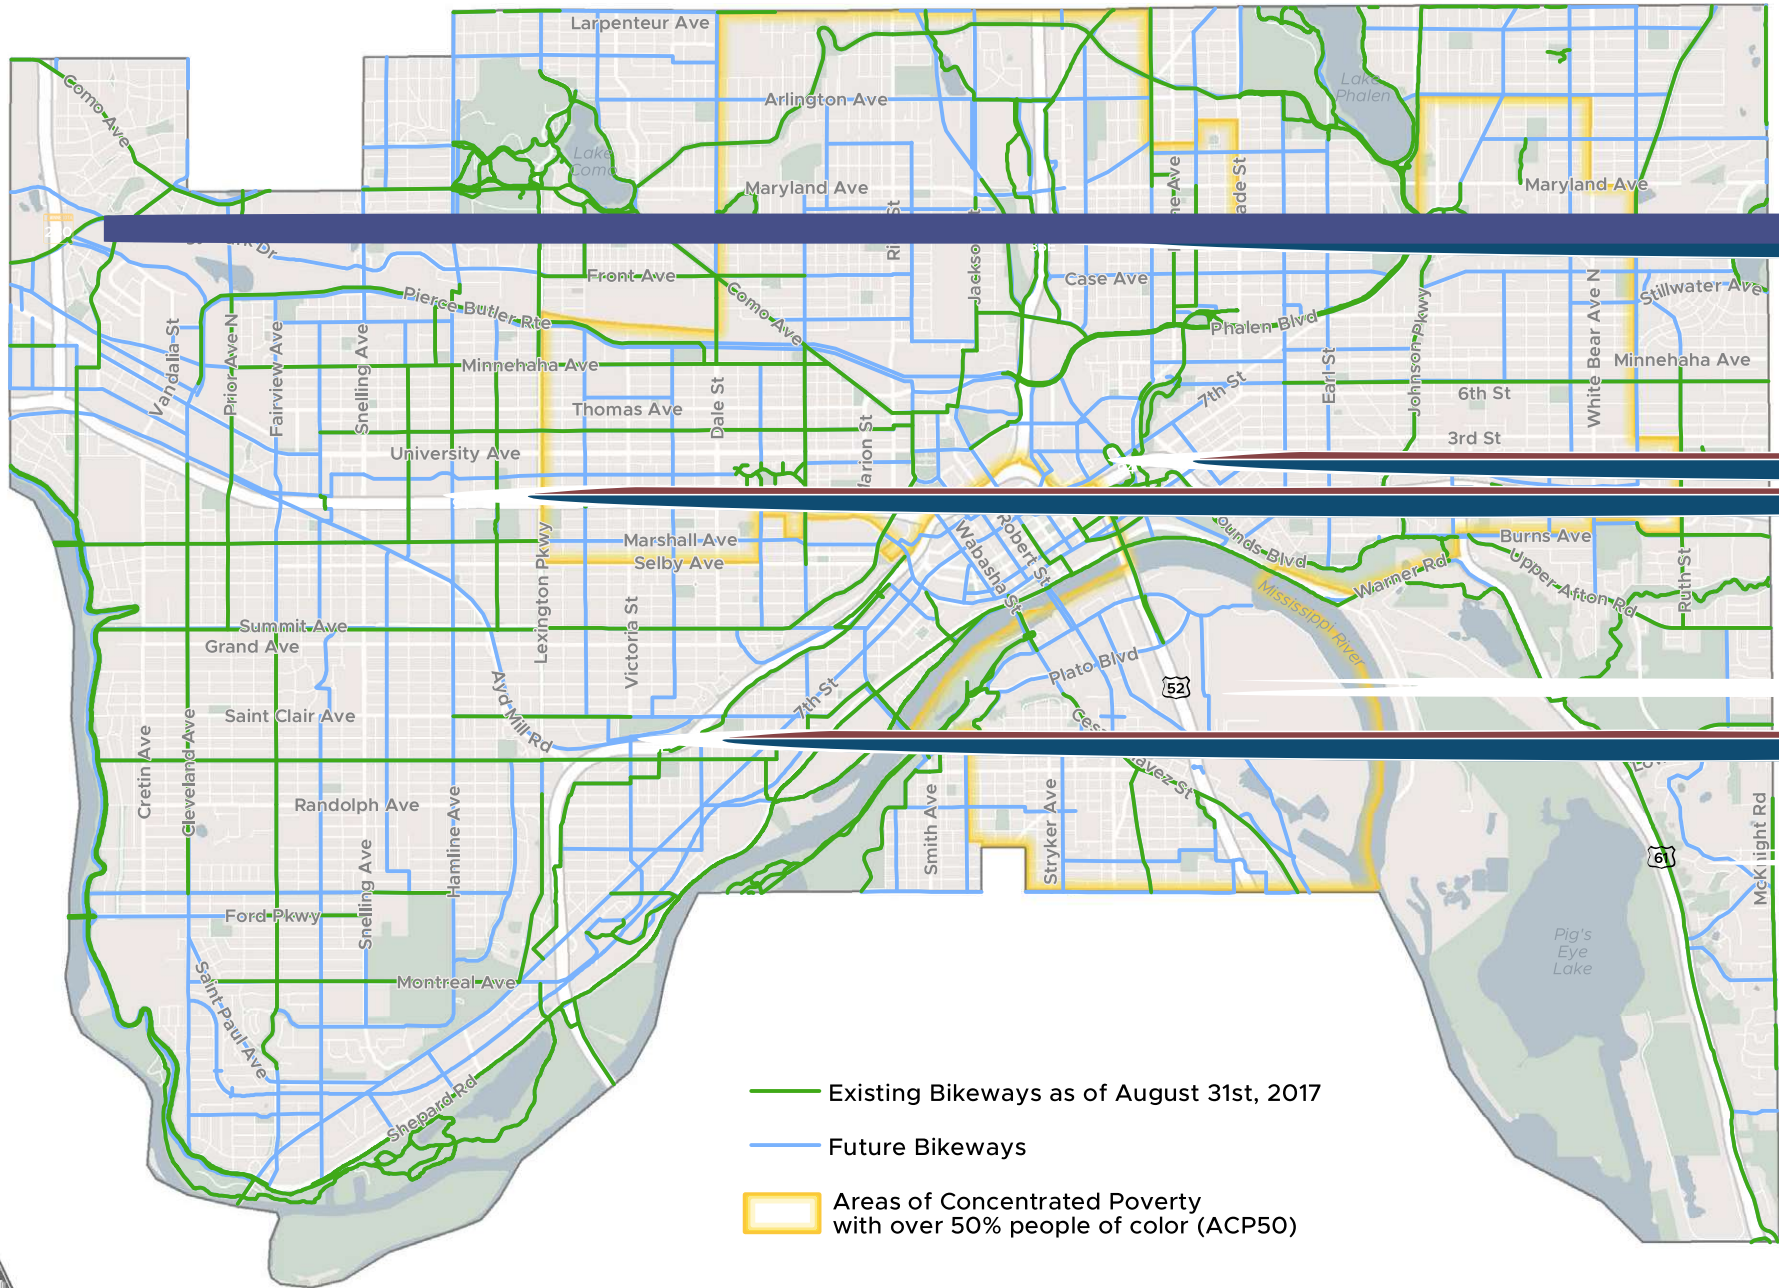 Larpenteur Ave
Como Ave
Lake
Phalen
Arlington Ave
Lake
Como
Maryland Ave
Maryland Ave
Front Ave
Case Ave
Como Ave
Pierce Butler Rte
Stillwater Ave
Phalen Blvd
Johnson Pkwy
White Bear Ave N
Vandalia St
Prior Ave N
Fairview Ave
Snelling Ave
Minnehaha Ave
Minnehaha Ave
Dale St
Earl St
7th St
6th St
Thomas Ave
3rd St
University Ave
Marshall Ave
Selby Ave
Lexington Pkwy
Wabasha St
Robert St
Burns Ave
Warner Rd
Upper Afton Rd
Ruth St
Mississippi River
Summit Ave
Grand Ave
Victoria St
Plato Blvd
52
Ayd Mill Rd
7th St
Saint Clair Ave
Cretin Ave
Cleveland Ave
Randolph Ave
Hamline Ave
Smith Ave
Stryker Ave
McKnight Rd
61
Snelling Ave
Ford Pkwy
Pig's
Eye
Lake
Montreal Ave
Saint Paul Ave
Shepard Rd
Existing Bikeways as of August 31st, 2017
Future Bikeways
Areas of Concentrated Poverty
with over 50% people of color (ACP50)